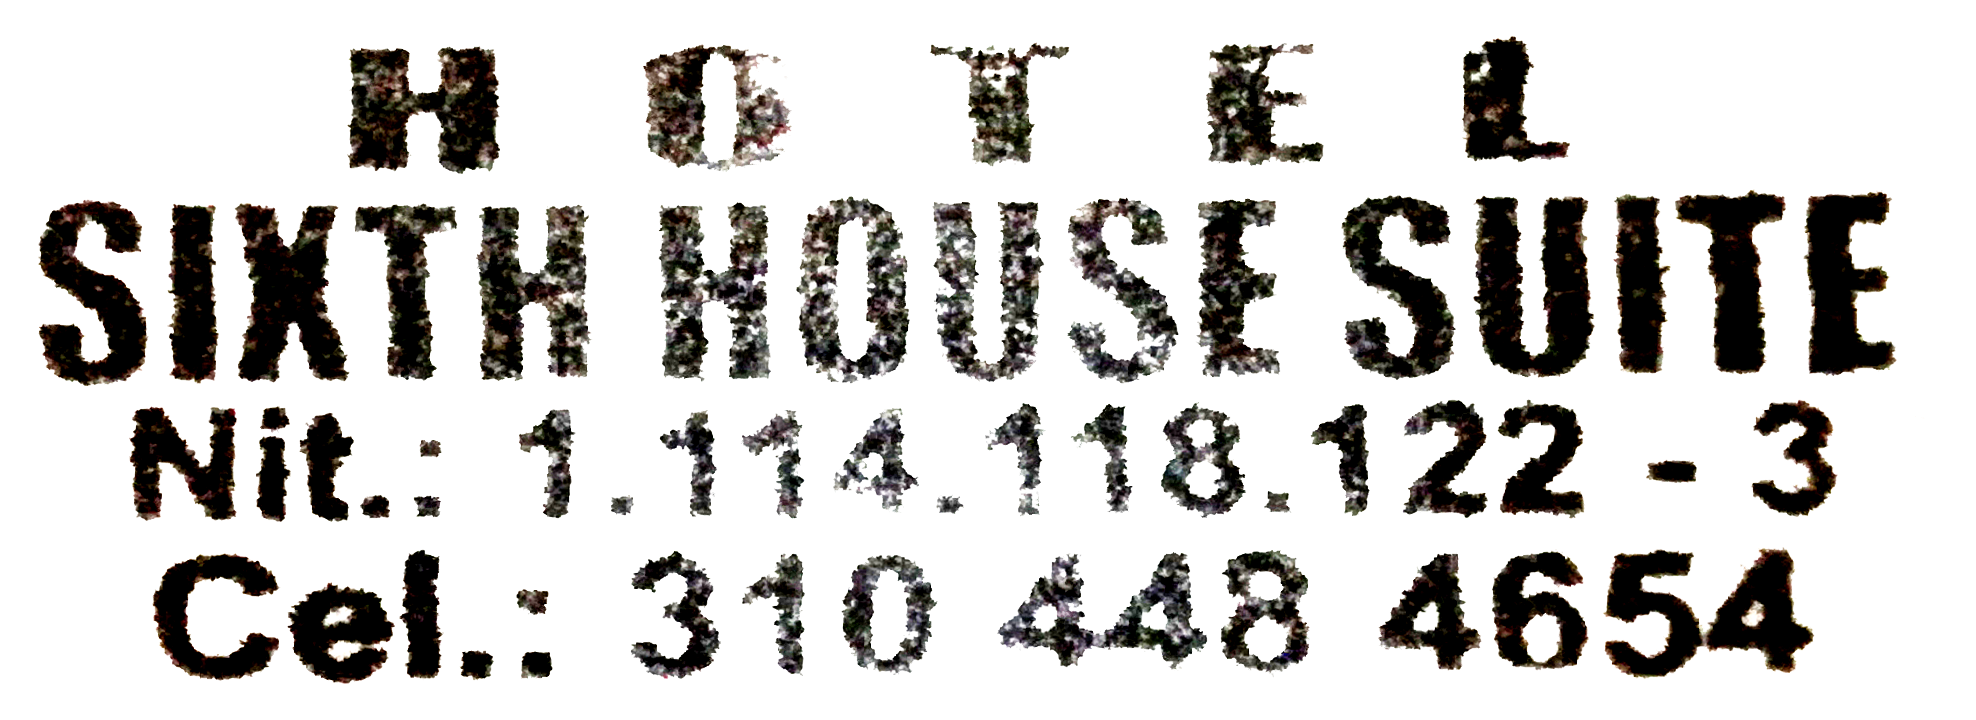 HOTEL
SIXTH HOUSE SUITE
Nit.: 1.114.118.122 - 3
Cel.: 310 448 4654